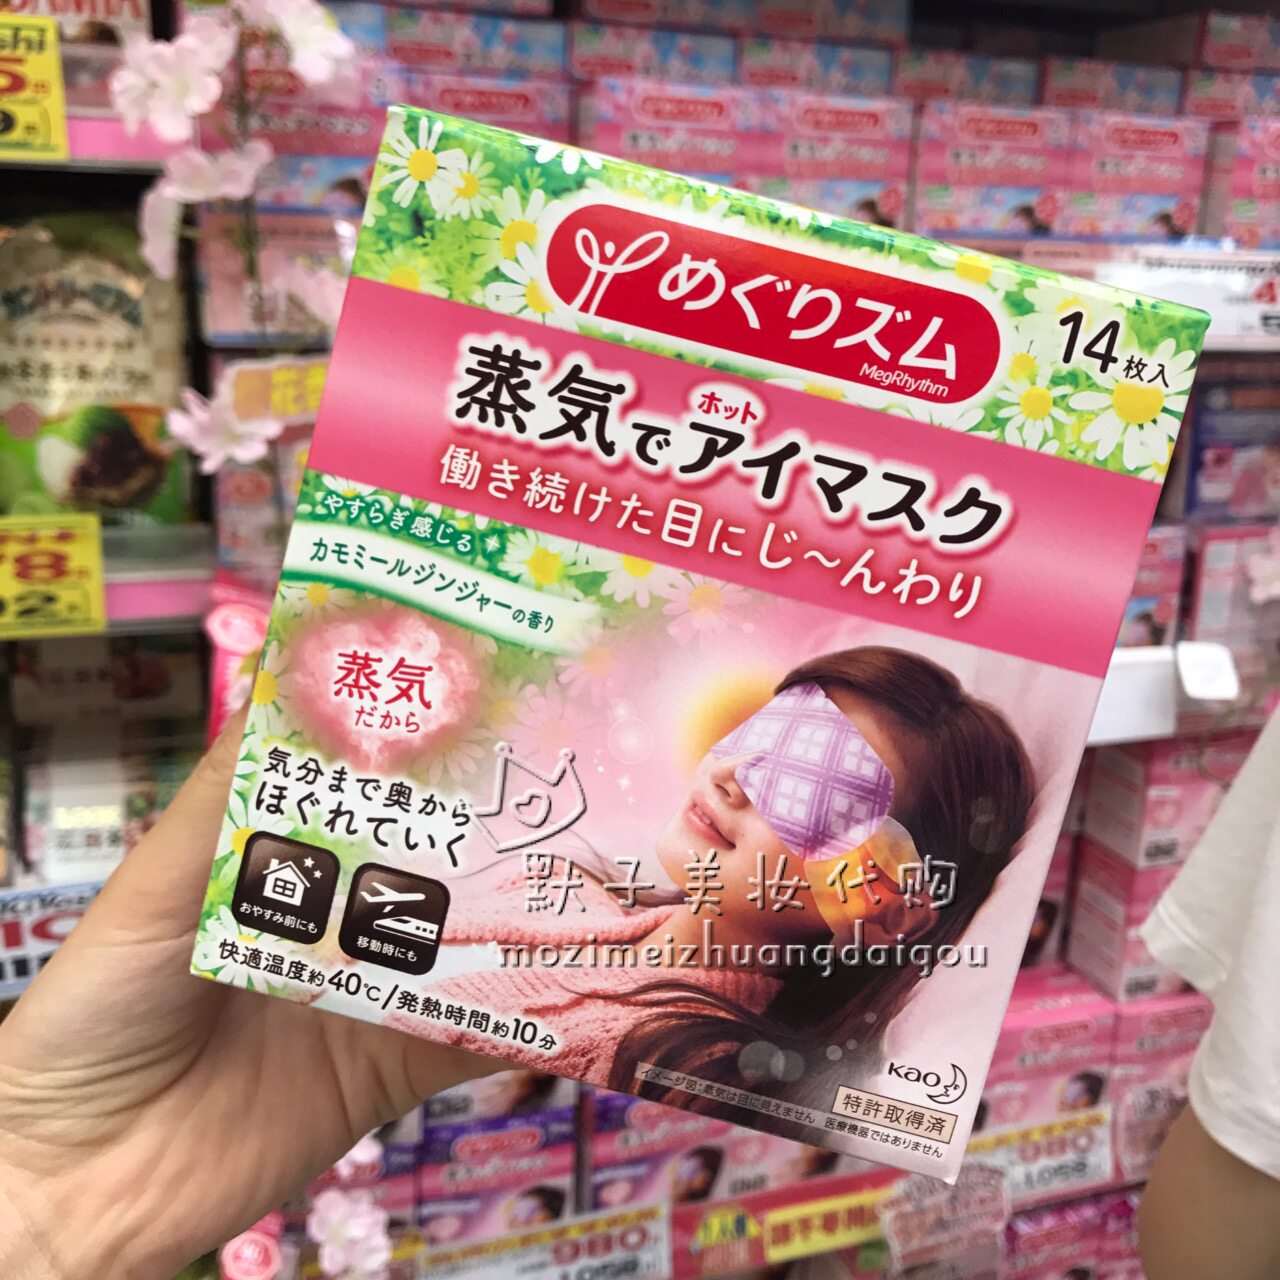 めぐりズム
MegRhythm
14枚入
ホット
蒸気でアイマスク
働き続けた目にじ~んわり
やすらぎ感じる
カモミールジンジャーの香り
蒸気
だから
気分まで奥から
ほぐれていく
おやすみ前にも
移動時にも
快適温度約40℃/発熱時間約10分
默子美妆代购
mozimeizhuangdaigou
Kao
特許取得済
イメージ図:蒸気は目に見えません 医療機器ではありません
980
1,058
980
1,058